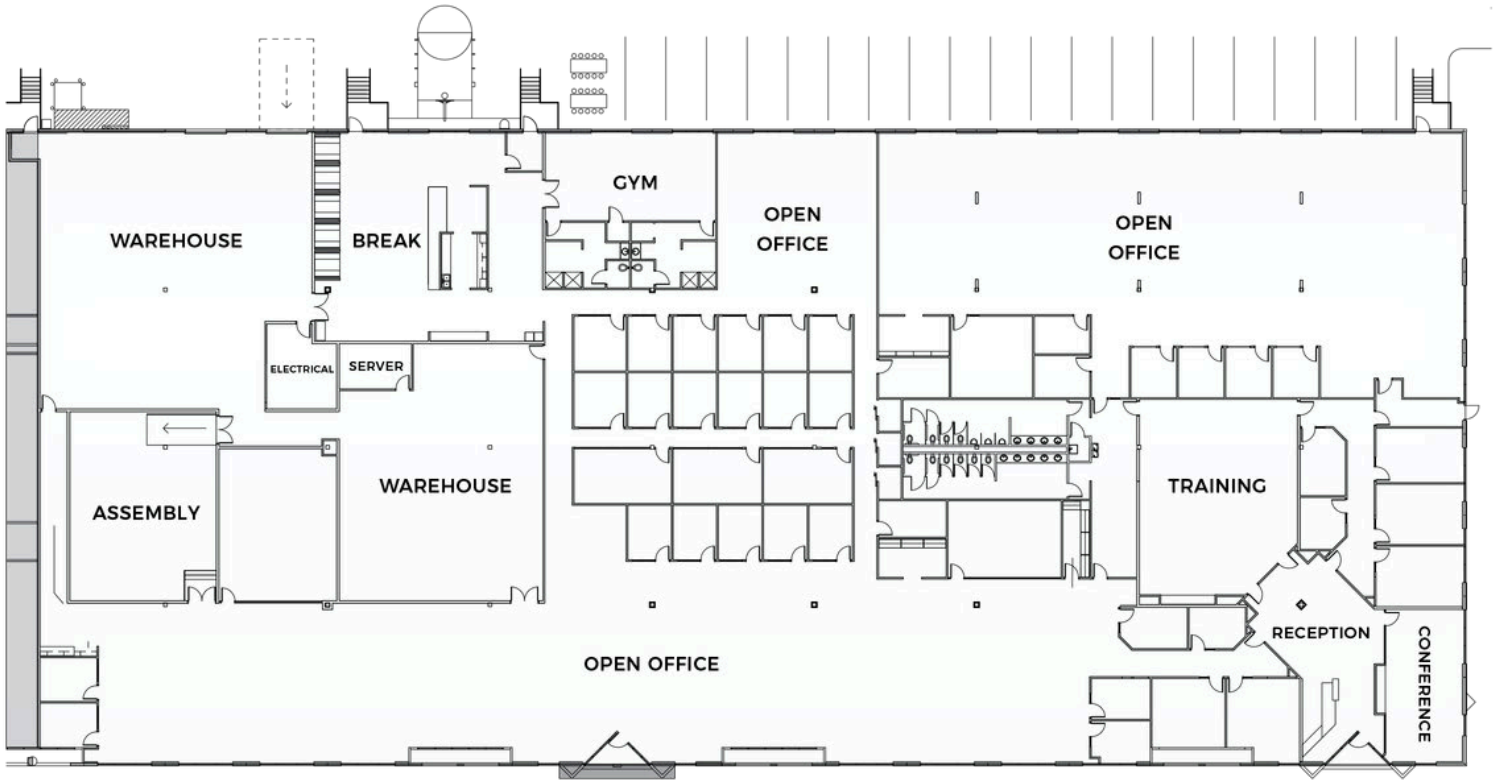 WAREHOUSE
BREAK
GYM
OPEN
OFFICE
OPEN
OFFICE
ELECTRICAL
SERVER
ASSEMBLY
WAREHOUSE
TRAINING
RECEPTION
CONFERENCE
OPEN OFFICE